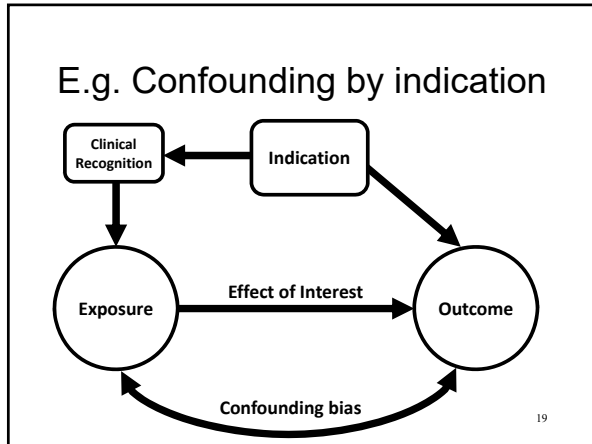 E.g. Confounding by indication
Clinical
Recognition
Indication
Effect of Interest
Exposure
Outcome
Confounding bias
19